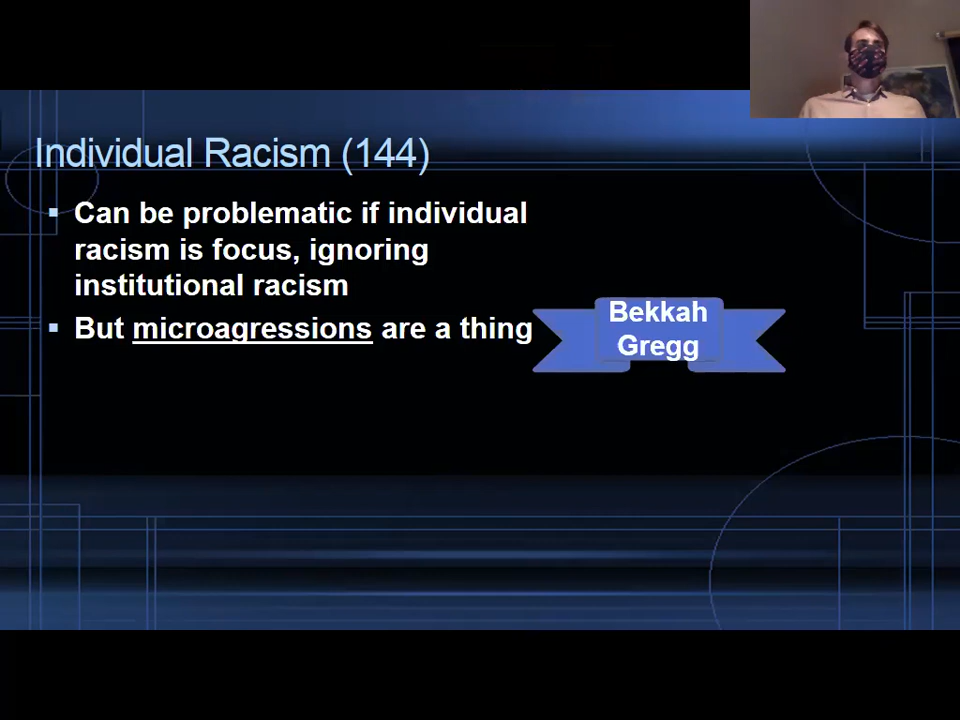 Individual Racism (144)
▪ Can be problematic if individual
racism is focus, ignoring
institutional racism
▪ But microagressions are a thing
Bekkah
Gregg